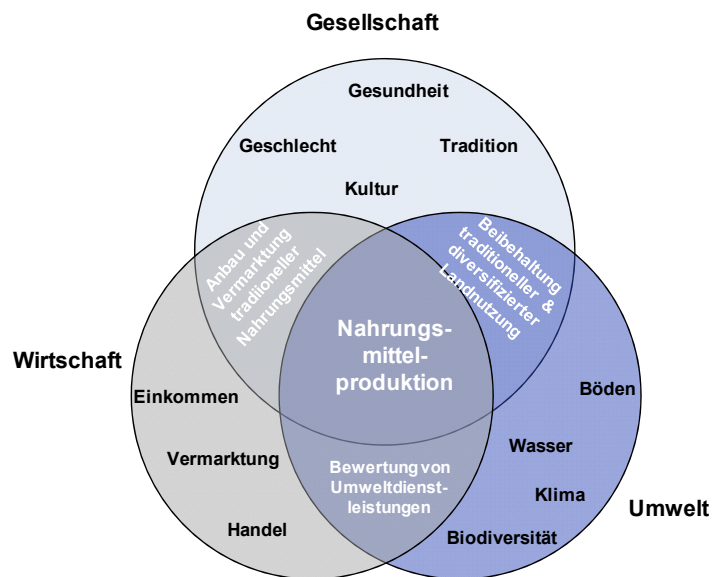 Gesellschaft
Gesundheit
Geschlecht
Tradition
Kultur
Anbau und
Vermarktung
tradiioneller
Nahrungsmittel
Beibehaltung
traditioneller &
diversifizierter
Landnutzung
Nahrungs-
mittel-
produktion
Wirtschaft
Einkommen
Vermarktung
Handel
Bewertung von
Umweltdienst-
leistungen
Böden
Wasser
Klima
Biodiversität
Umwelt